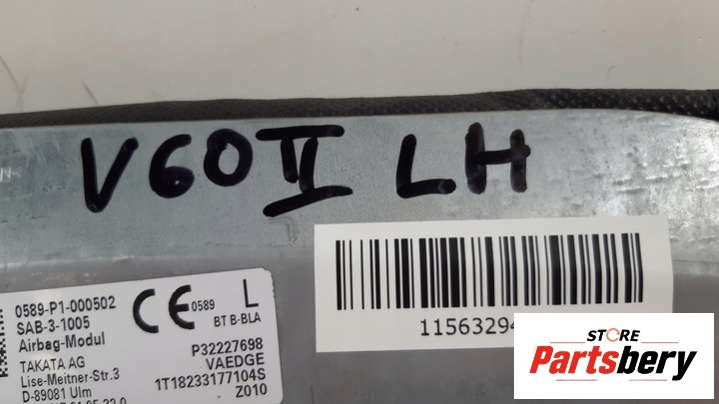 V60 II LH
0589-P1-000502
SAB-3-1005
Airbag-Modul
TAKATA AG
Lise-Meitner-Str.3
D-89081 Ulm
CE 0589 L
BT B-BLA
P32227698
VAEDGE
1T18233177104S
Z010
1156329
STORE
Partsbery